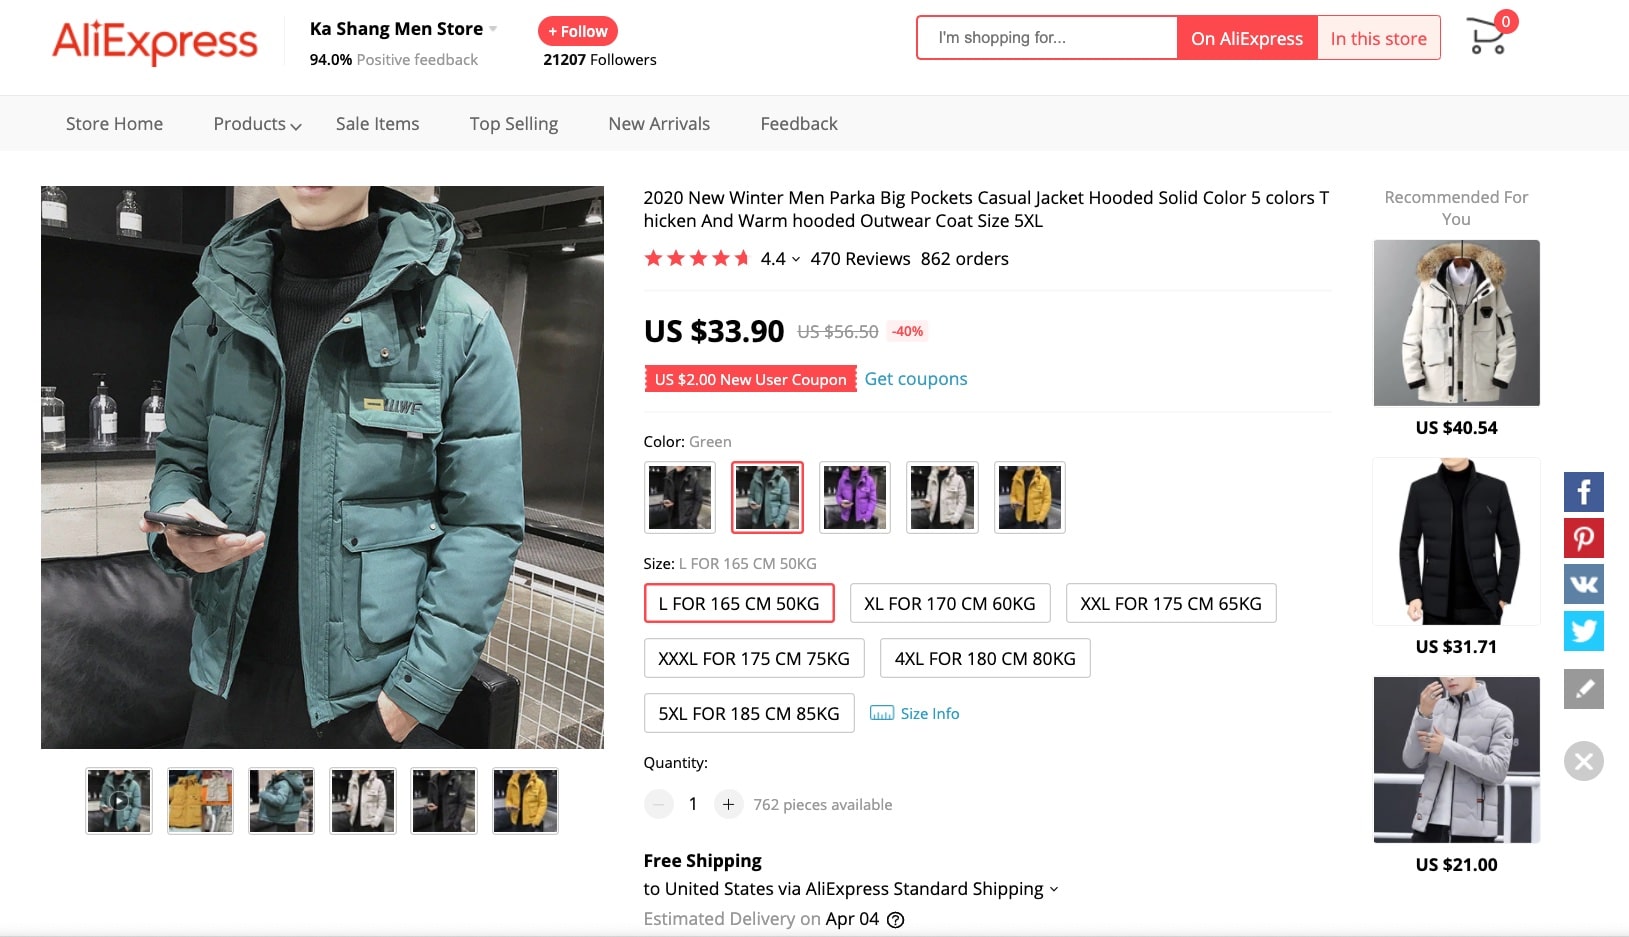 AliExpress
Ka Shang Men Store
94.0% Positive feedback
+ Follow
21207 Followers
I'm shopping for...
On AliExpress
In this store
0
Store Home
Products
Sale Items
Top Selling
New Arrivals
Feedback
LLWF
2020 New Winter Men Parka Big Pockets Casual Jacket Hooded Solid Color 5 colors T
hicken And Warm hooded Outwear Coat Size 5XL
4.4
470 Reviews
862 orders
US $33.90
US $56.50
-40%
US $2.00 New User Coupon
Get coupons
Color: Green
Size: L FOR 165 CM 50KG
L FOR 165 CM 50KG
XL FOR 170 CM 60KG
XXL FOR 175 CM 65KG
XXXL FOR 175 CM 75KG
4XL FOR 180 CM 80KG
5XL FOR 185 CM 85KG
Size Info
Quantity:
1
762 pieces available
Free Shipping
to United States via AliExpress Standard Shipping
Estimated Delivery on Apr 04
Recommended For
You
US $40.54
US $31.71
US $21.00